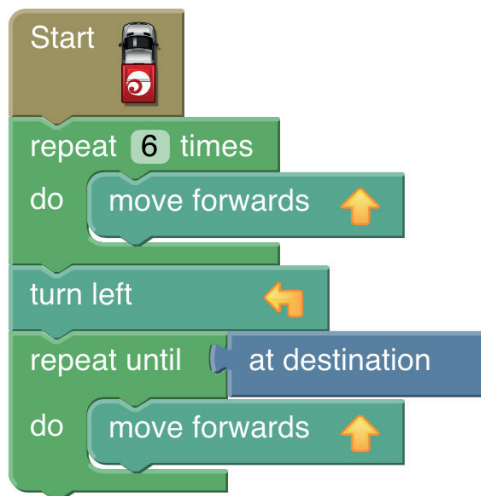 Start
repeat 6 times
do move forwards
turn left
repeat until at destination
do move forwards